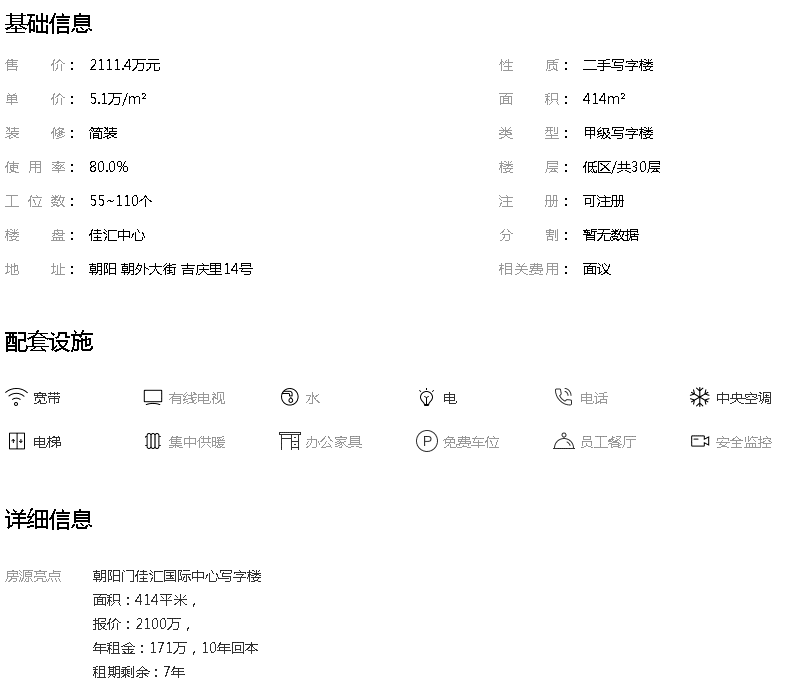 基础信息
售价： 2111.4万元 性质： 二手写字楼
单价： 5.1万/m² 面积： 414m²
装修： 简装 类型： 甲级写字楼
使用率： 80.0% 楼层： 低区/共30层
工位数： 55~110个 注册： 可注册
楼盘： 佳汇中心 分割： 暂无数据
地址： 朝阳 朝外大街 吉庆里14号 相关费用： 面议
配套设施
宽带 有线电视 水 电 电话 中央空调
电梯 集中供暖 办公家具 P 免费车位 员工餐厅 安全监控
详细信息
房源亮点 朝阳门佳汇国际中心写字楼
面积：414平米，
报价：2100万，
年租金：171万，10年回本
租期剩余：7年